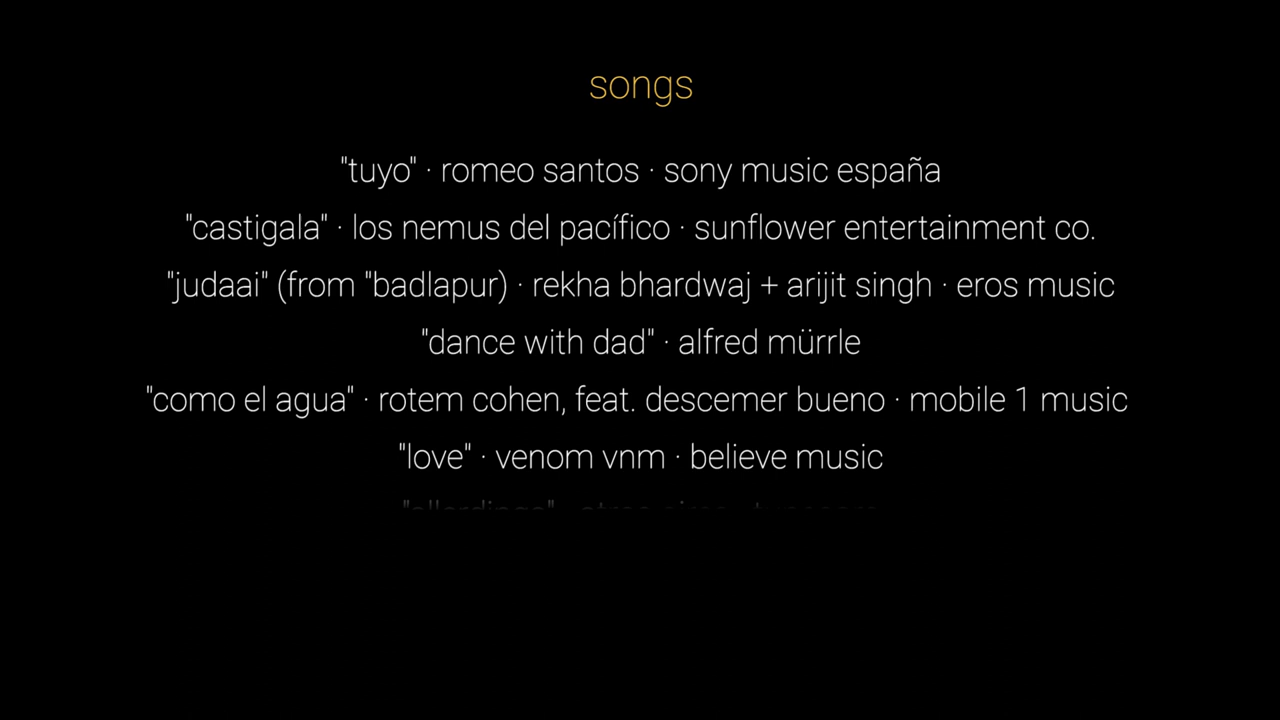 songs
"tuyo" · romeo santos · sony music españa
"castigala" · los nemus del pacífico · sunflower entertainment co.
"judaai" (from "badlapur) · rekha bhardwaj + arijit singh · eros music
"dance with dad" · alfred mürrle
"como el agua" · rotem cohen, feat. descemer bueno · mobile 1 music
"love" · venom vnm · believe music